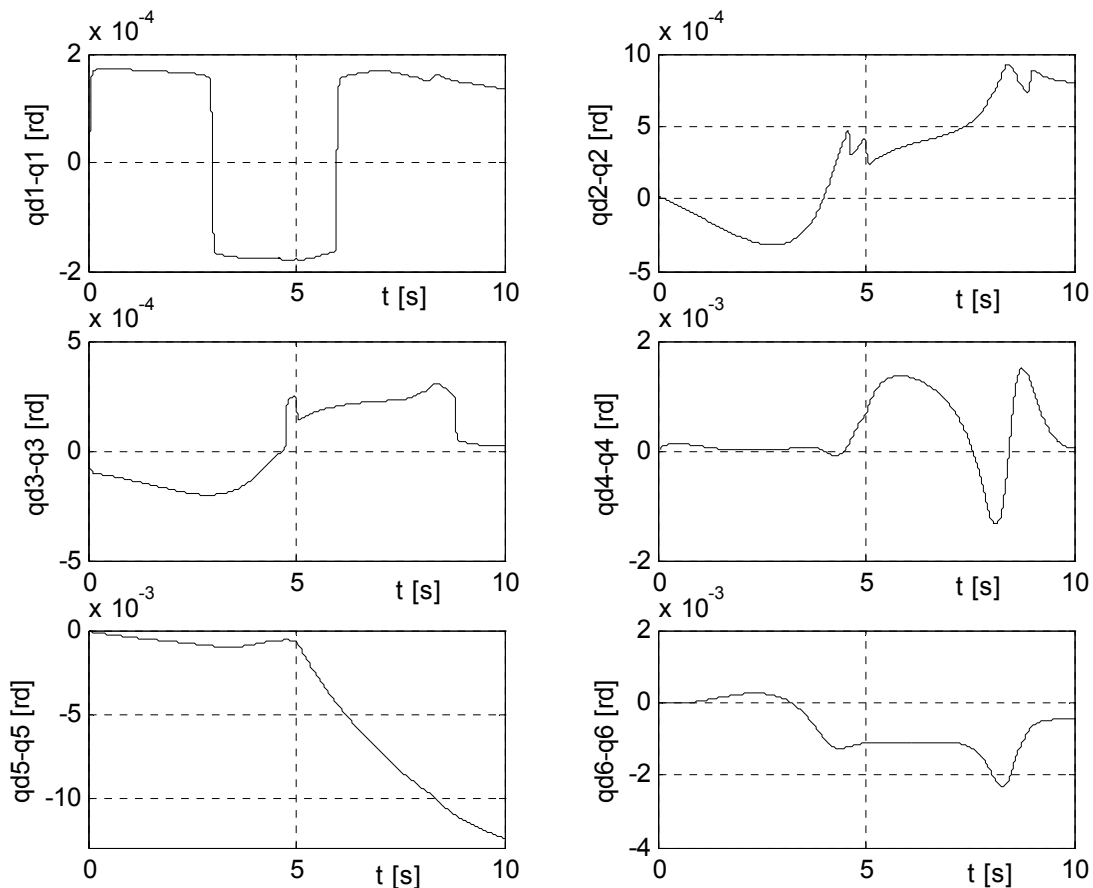 x 10-4
2
0
-2
qd1-q1 [rd]
0
5
10
t [s]
x 10-4
10
5
0
-5
qd2-q2 [rd]
0
5
10
t [s]
x 10-4
5
0
-5
qd3-q3 [rd]
0
5
10
t [s]
x 10-3
2
0
-2
qd4-q4 [rd]
0
5
10
t [s]
x 10-3
0
-5
-10
qd5-q5 [rd]
0
5
10
t [s]
x 10-3
2
0
-2
-4
qd6-q6 [rd]
0
5
10
t [s]